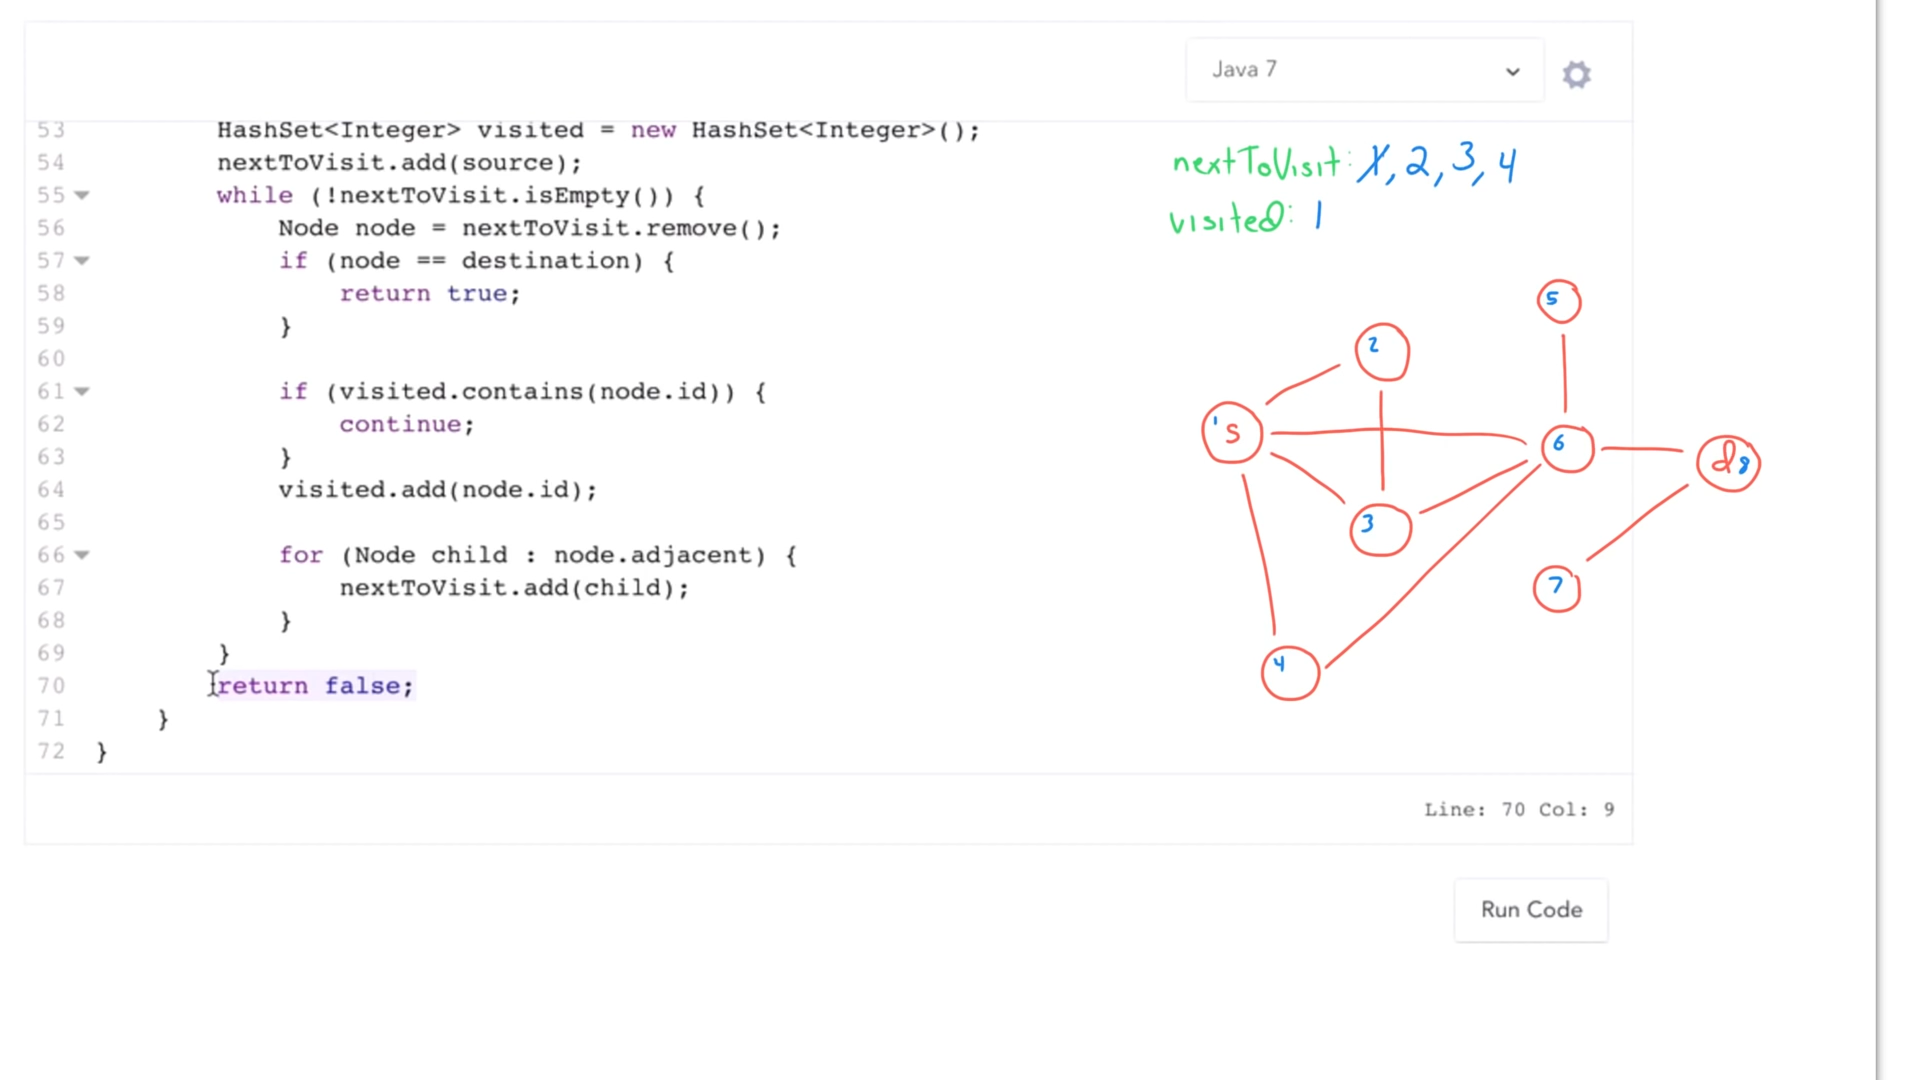 Java 7
53 HashSet<Integer> visited = new HashSet<Integer>();
54 nextToVisit.add(source);
55 while (!nextToVisit.isEmpty()) {
56 Node node = nextToVisit.remove();
57 if (node == destination) {
58 return true;
59 }
60
61 if (visited.contains(node.id)) {
62 continue;
63 }
64 visited.add(node.id);
65
66 for (Node child : node.adjacent) {
67 nextToVisit.add(child);
68 }
69 }
70 return false;
71 }
72 }
nextToVisit: 1, 2, 3, 4
visited: 1
5
2
1 S
6
d 8
3
7
4
Line: 70 Col: 9
Run Code